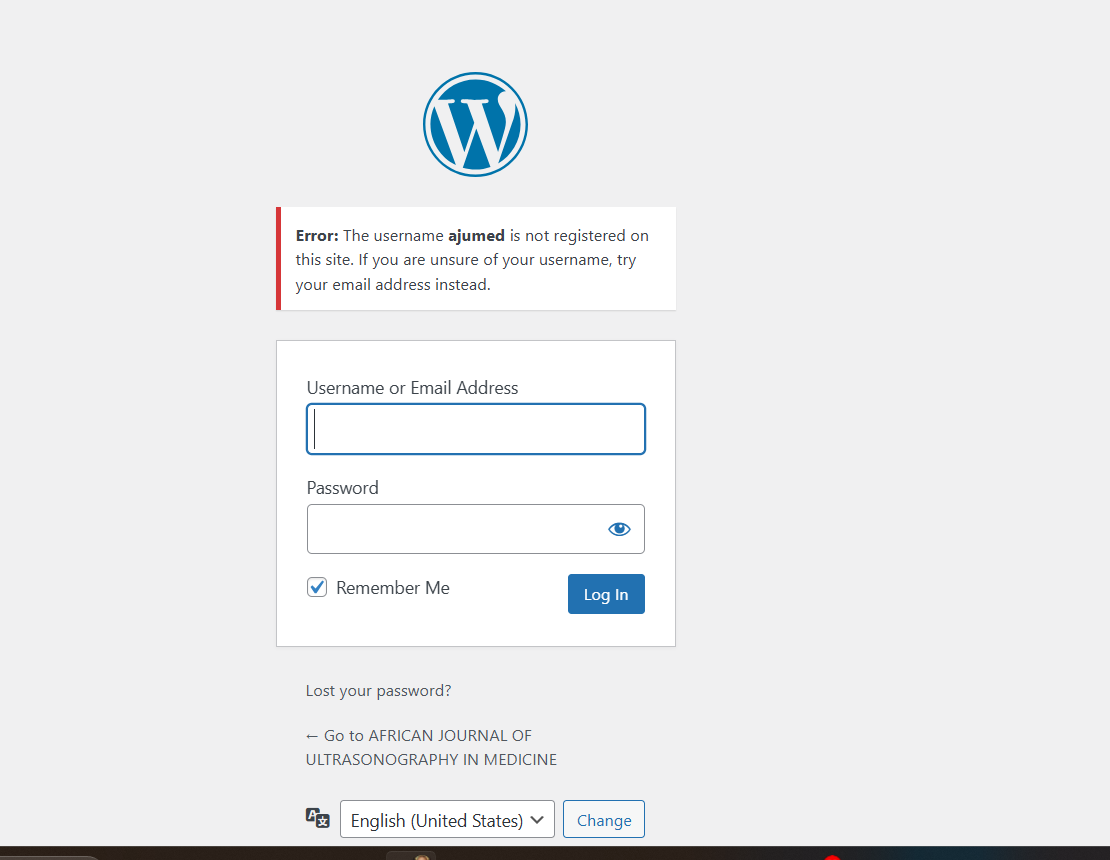 Error: The username ajumed is not registered on
this site. If you are unsure of your username, try
your email address instead.
Username or Email Address
Password
Remember Me
Log In
Lost your password?
← Go to AFRICAN JOURNAL OF
ULTRASONOGRAPHY IN MEDICINE
English (United States)
Change